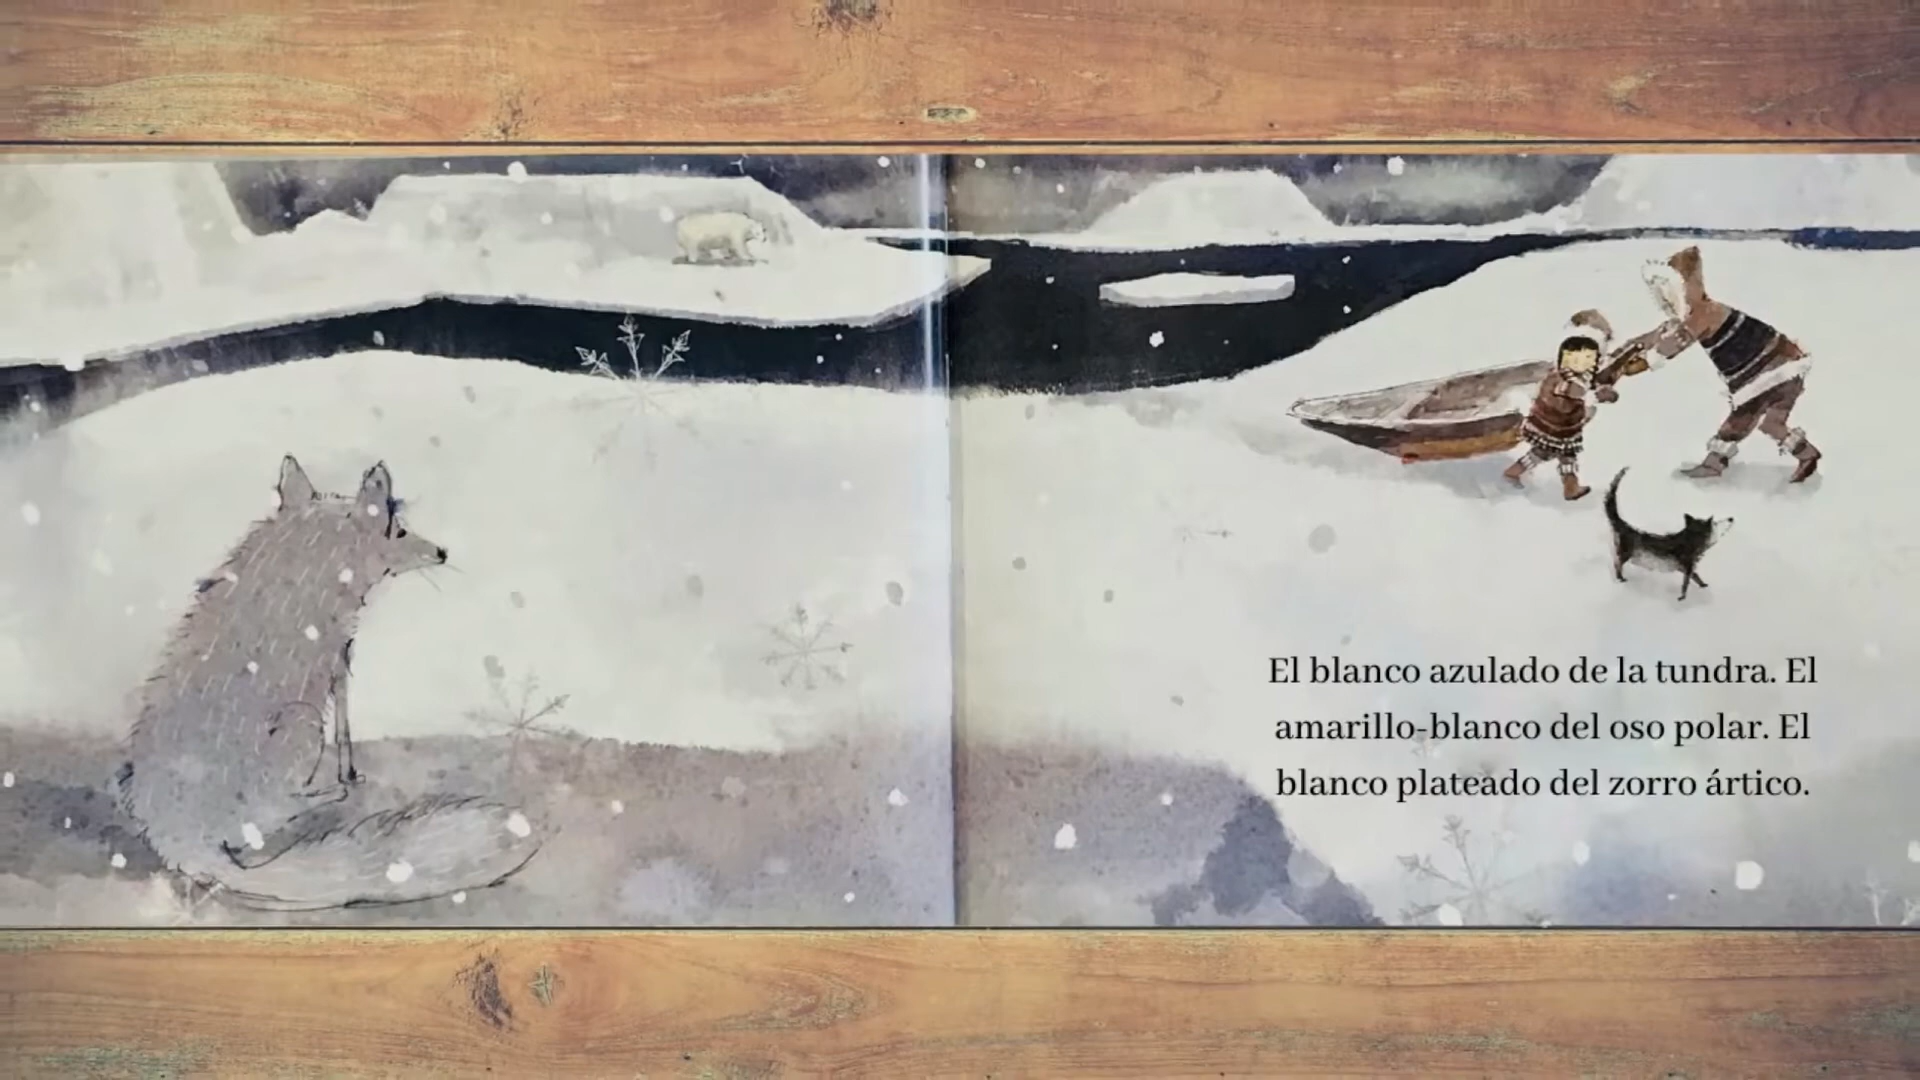 El blanco azulado de la tundra. El
amarillo-blanco del oso polar. El
blanco plateado del zorro ártico.